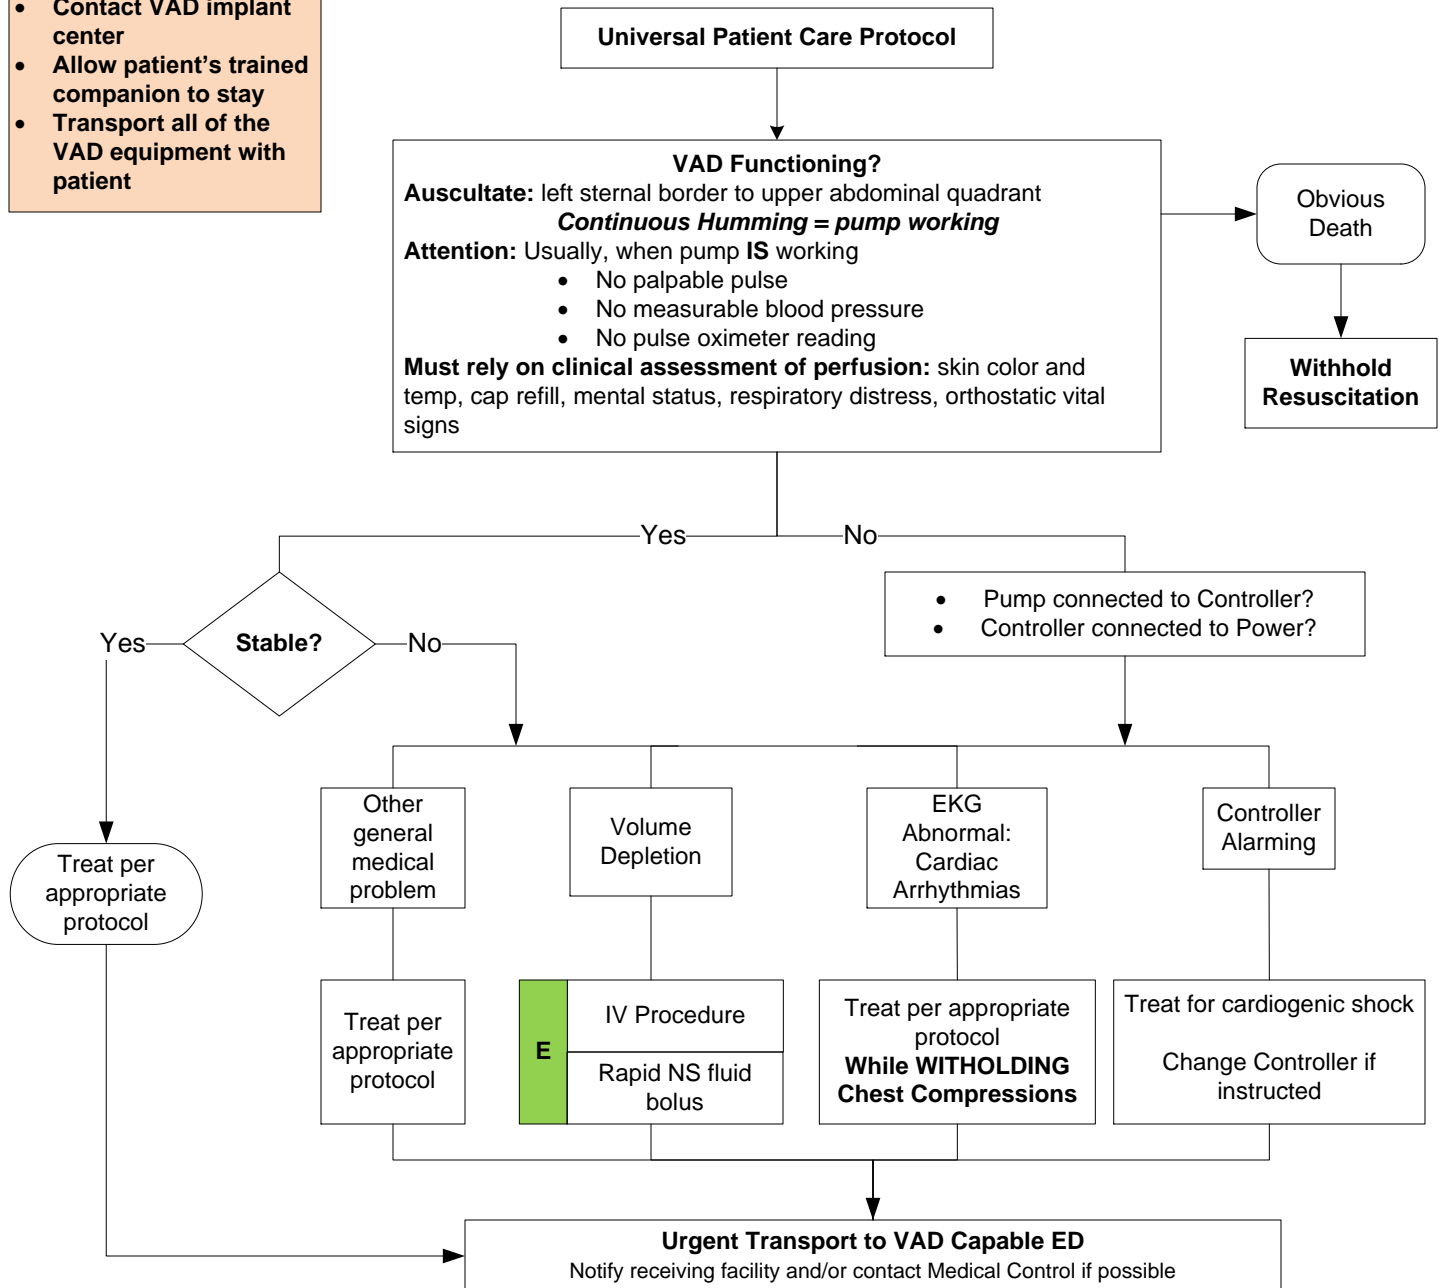 • Contact VAD implant
center
• Allow patient's trained
companion to stay
• Transport all of the
VAD equipment with
patient
Universal Patient Care Protocol
VAD Functioning?
Auscultate: left sternal border to upper abdominal quadrant
Continuous Humming = pump working
Attention: Usually, when pump IS working
• No palpable pulse
• No measurable blood pressure
• No pulse oximeter reading
Must rely on clinical assessment of perfusion: skin color and
temp, cap refill, mental status, respiratory distress, orthostatic vital
signs
Obvious
Death
Withhold
Resuscitation
Yes
No
• Pump connected to Controller?
• Controller connected to Power?
Yes
Stable?
No
Other
general
medical
problem
Volume
Depletion
EKG
Abnormal:
Cardiac
Arrhythmias
Controller
Alarming
Treat per
appropriate
protocol
Treat per
appropriate
protocol
E
IV Procedure
Rapid NS fluid
bolus
Treat per appropriate
protocol
While WITHOLDING
Chest Compressions
Treat for cardiogenic shock
Change Controller if
instructed
Urgent Transport to VAD Capable ED
Notify receiving facility and/or contact Medical Control if possible